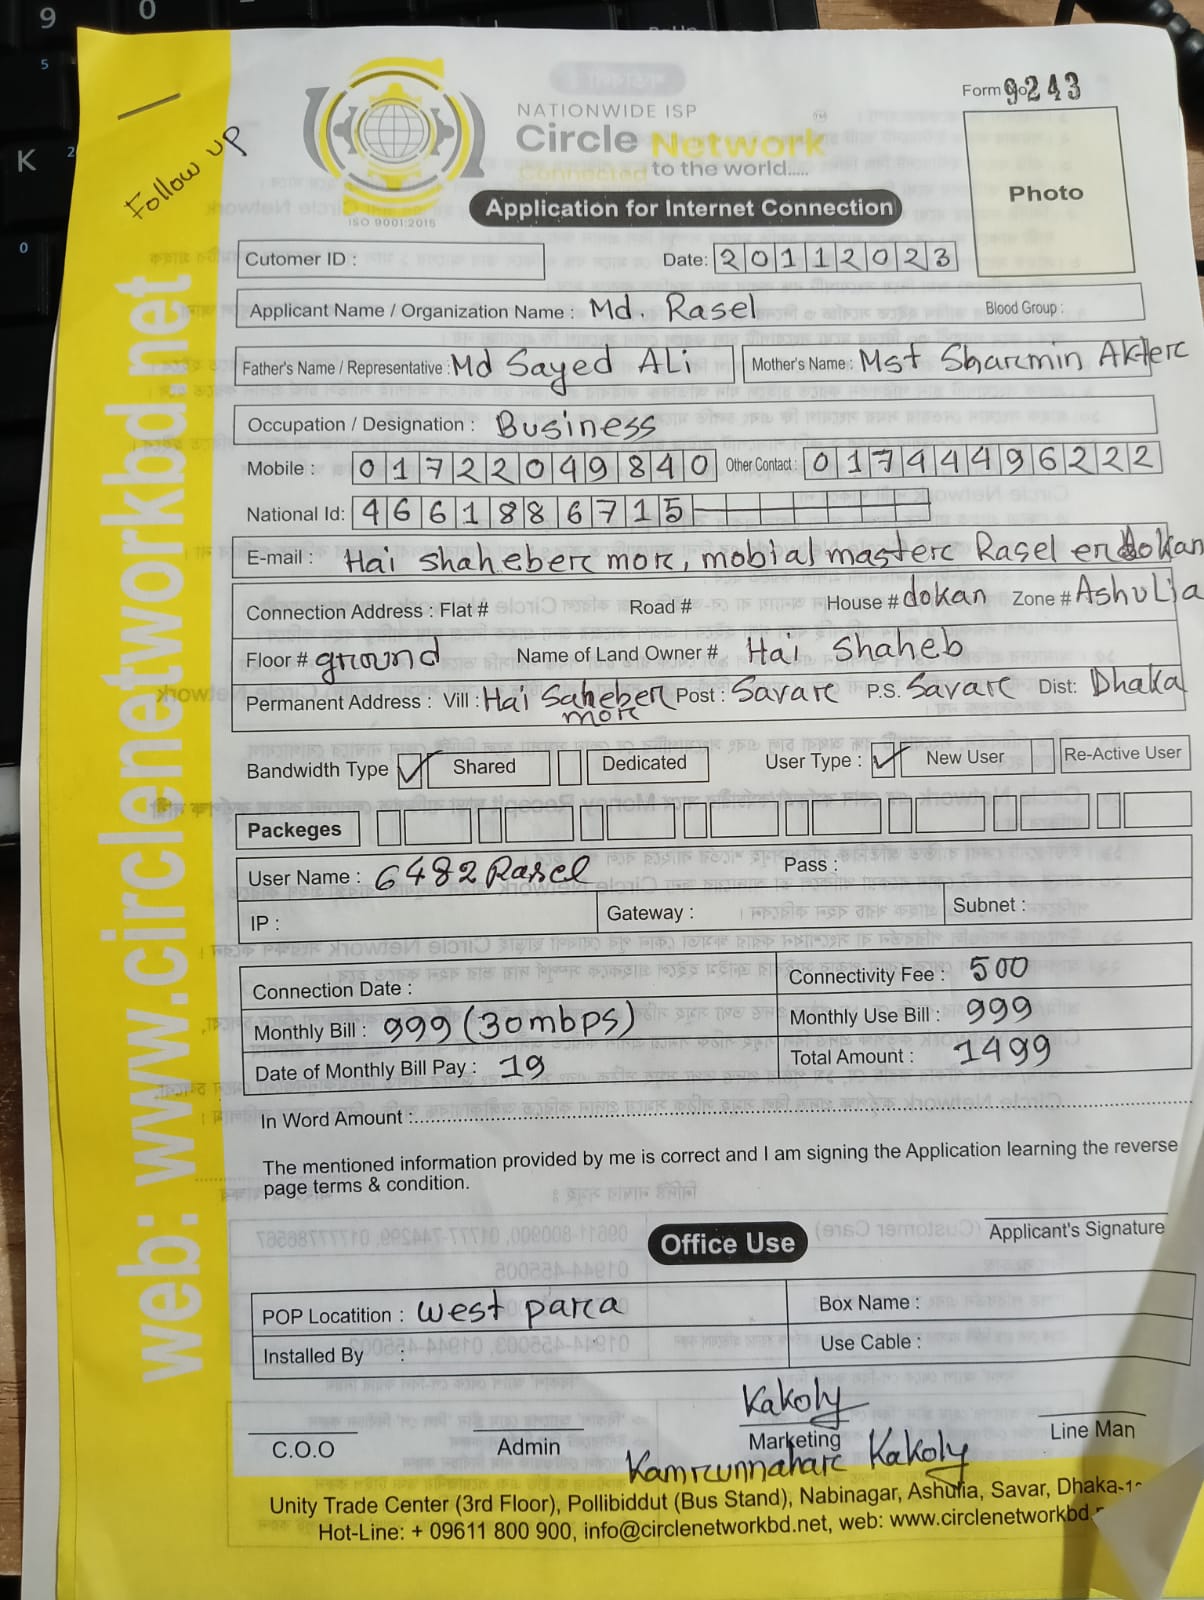 Form No. 90243
Follow up
NATIONWIDE ISP
Circle Network
Connected to the world.....
ISO 9001:2015
Application for Internet Connection
Photo
Cutomer ID :
Date: 20112023
Applicant Name / Organization Name : Md. Rasel
Blood Group :
Father's Name / Representative : Md Sayed Ali
Mother's Name : Mst Sharmin Akter
Occupation / Designation : Business
Mobile : 01722049840 Other Contact : 01744496222
National Id: 4661886715
E-mail : Hai Shaheber mor, mobial master Rasel er dokan
Connection Address : Flat # Road # House # dokan Zone # Ashulia
Floor # ground Name of Land Owner # Hai Shaheb
Permanent Address : Vill : Hai Saheber mor Post : Savar P.S. Savar Dist: Dhaka
Bandwidth Type Shared Dedicated User Type : New User Re-Active User
Packeges
User Name : 6482Rasel Pass :
IP : Gateway : Subnet :
Connection Date : Connectivity Fee : 500
Monthly Bill : 999 (30mbps) Monthly Use Bill : 999
Date of Monthly Bill Pay : 19 Total Amount : 1499
In Word Amount :
The mentioned information provided by me is correct and I am signing the Application learning the reverse
page terms & condition.
Applicant's Signature
Office Use
POP Locatition : west para Box Name :
Installed By : Use Cable :
Kakoly
C.O.O Admin Marketing Line Man
Kamrunnahar Kakoly
Unity Trade Center (3rd Floor), Pollibiddut (Bus Stand), Nabinagar, Ashulia, Savar, Dhaka-1
Hot-Line: + 09611 800 900, info@circlenetworkbd.net, web: www.circlenetworkbd
web: www.circlenetworkbd.net